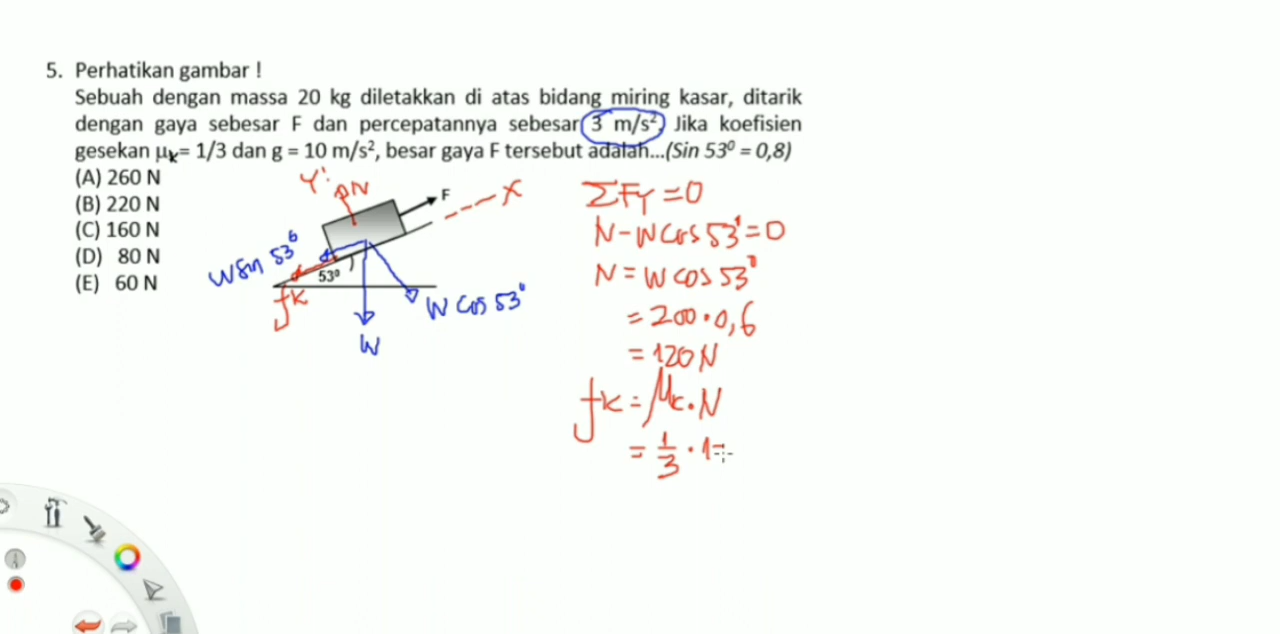 5. Perhatikan gambar !
Sebuah dengan massa 20 kg diletakkan di atas bidang miring kasar, ditarik
dengan gaya sebesar F dan percepatannya sebesar 3 m/s². Jika koefisien
gesekan μk= 1/3 dan g = 10 m/s², besar gaya F tersebut adalah...(Sin 53⁰ = 0,8)
(A) 260 N
(B) 220 N
(C) 160 N
(D) 80 N
(E) 60 N
Y
N
F
X
W Sin 53°
53⁰
fk
W Cos 53°
W
ΣFy = 0
N - W Cos 53° = 0
N = W Cos 53°
= 200 . 0,6
= 120 N
fk = μk . N
= 1/3 . 1